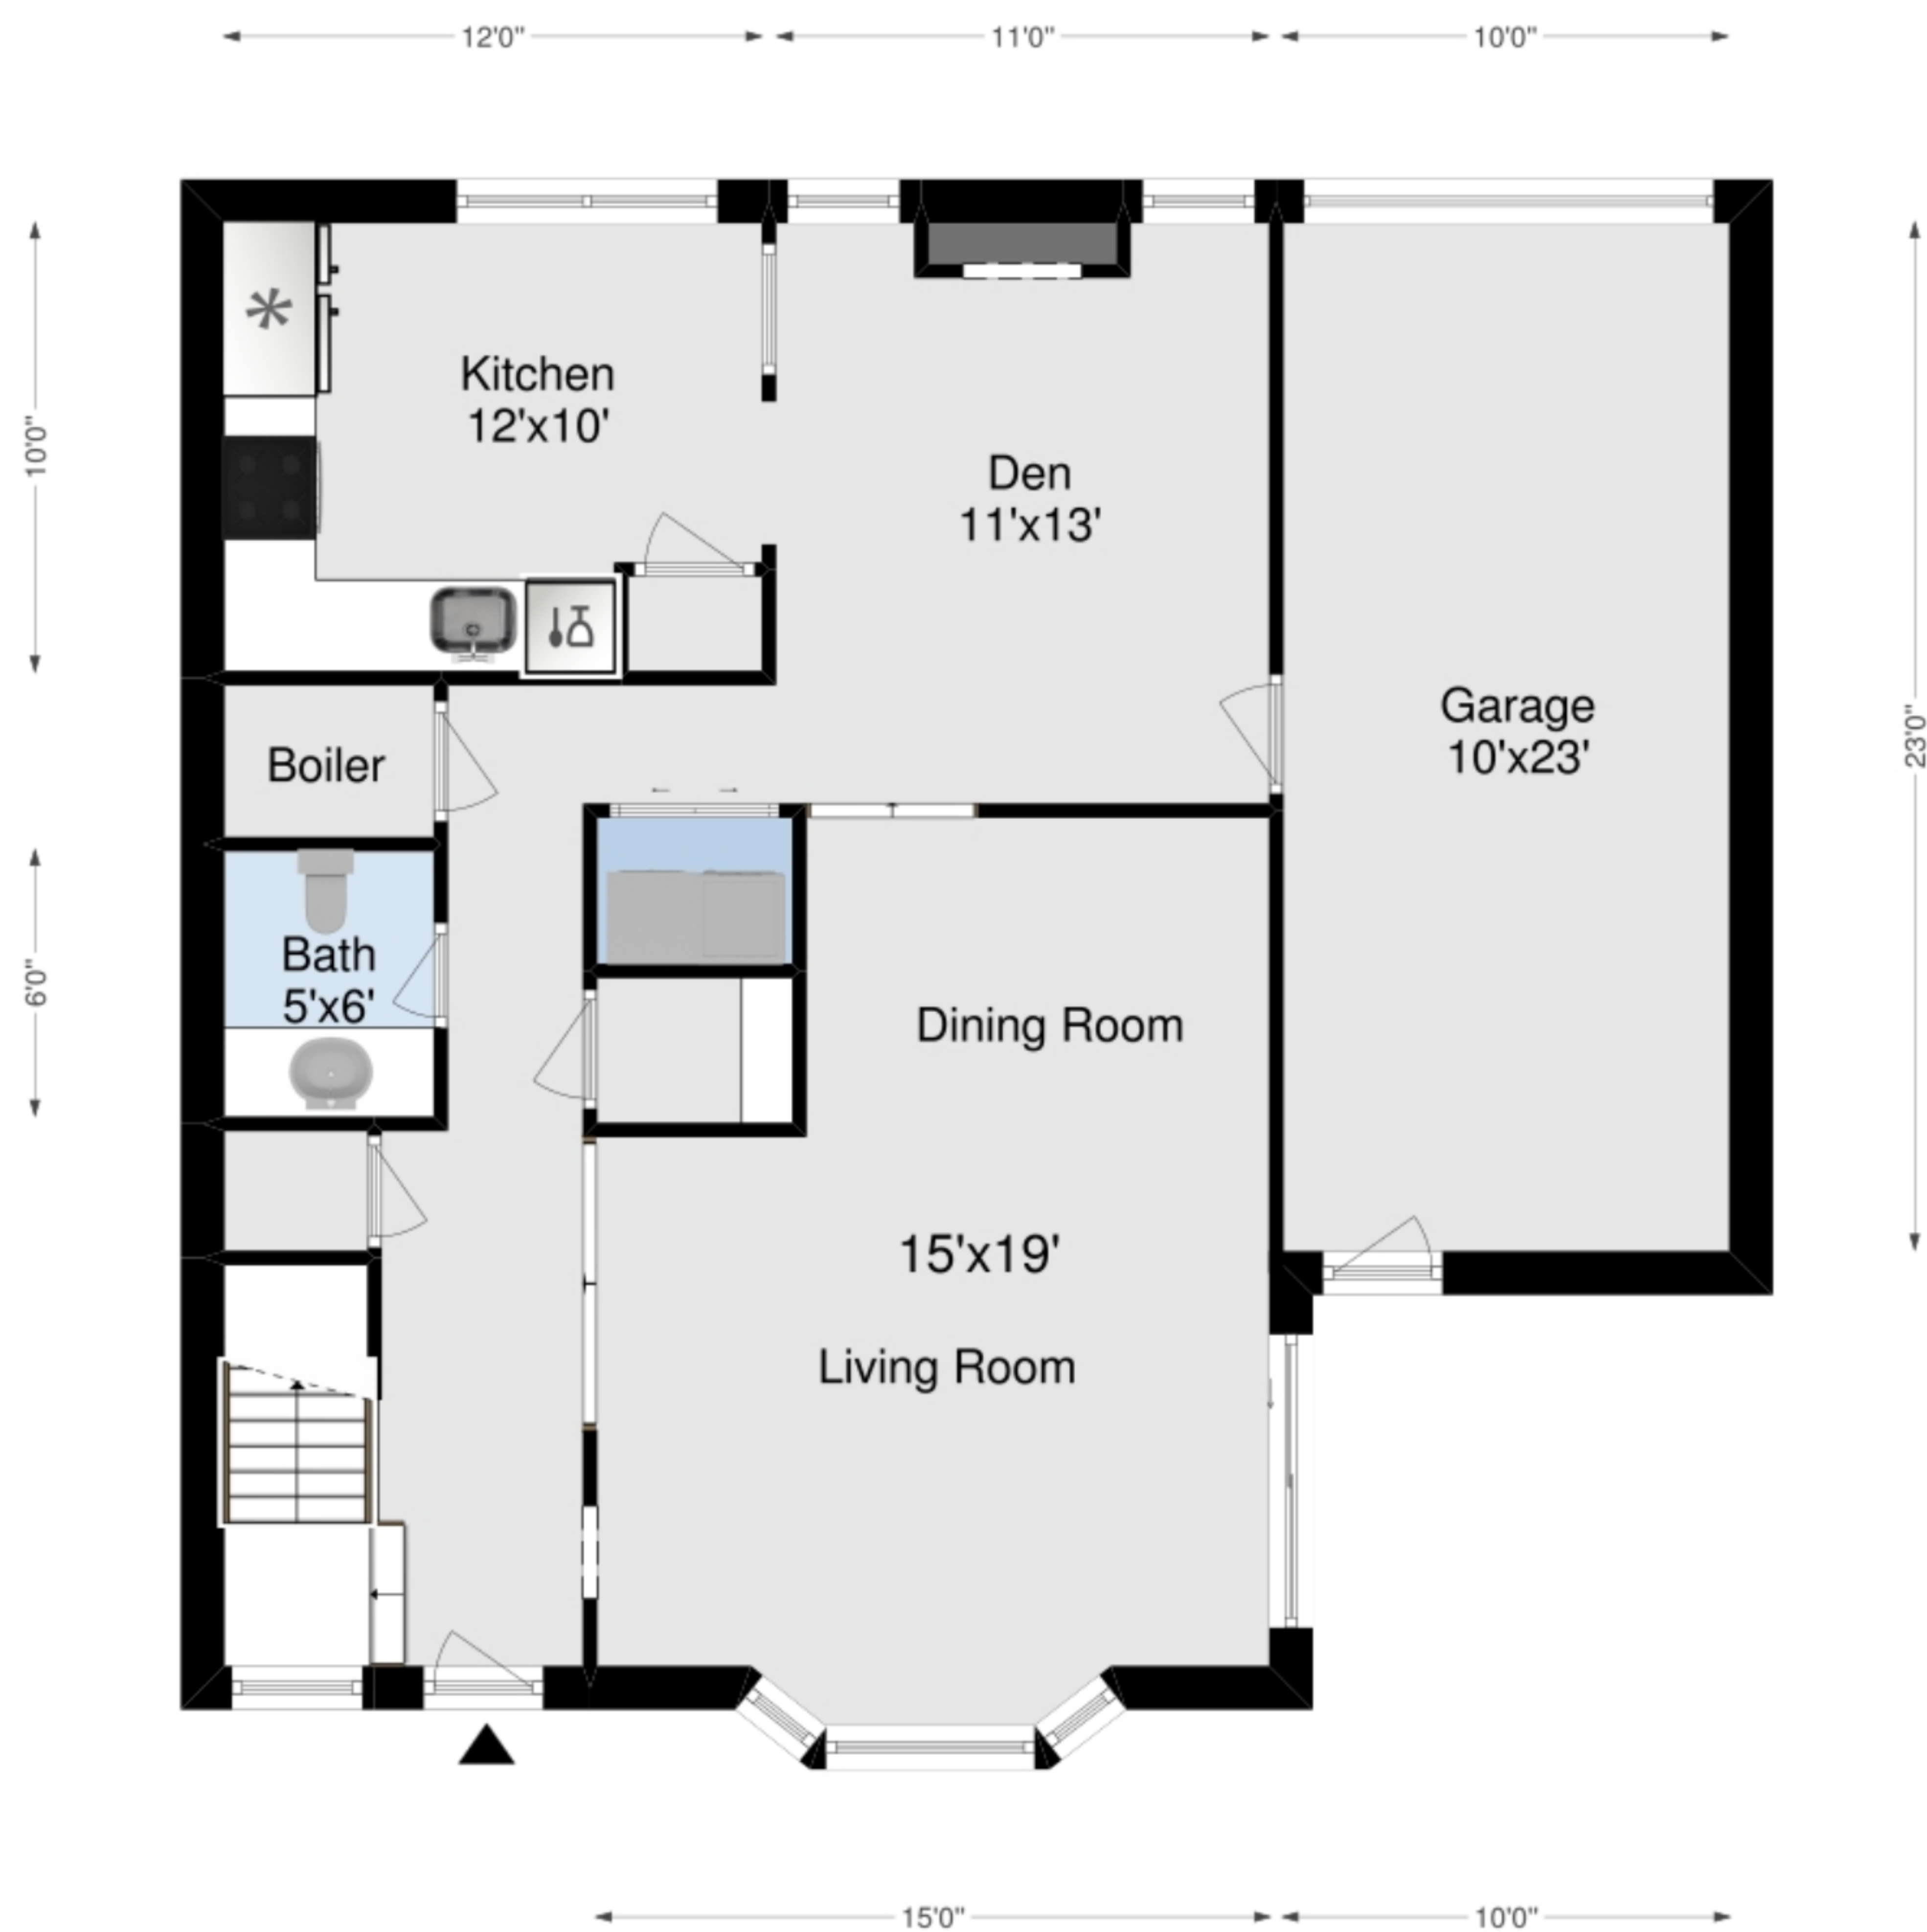 12'0" 11'0" 10'0"
Kitchen
12'x10'
10'0"
Den
11'x13'
Garage
10'x23'
23'0"
Boiler
Bath
5'x6'
6'0"
Dining Room
15'x19'
Living Room
15'0" 10'0"